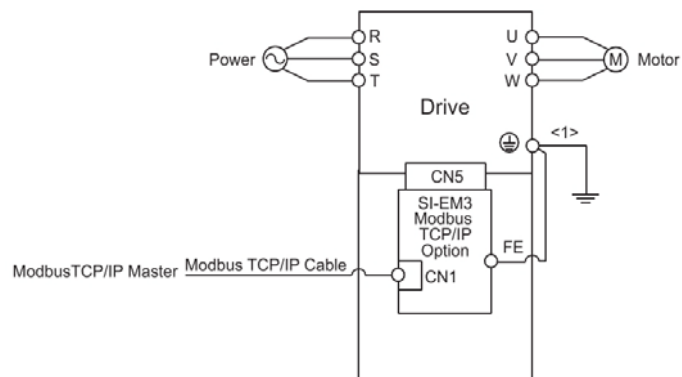 R
U
Power
S
V
M
Motor
T
W
Drive
<1>
CN5
SI-EM3
Modbus
TCP/IP
Option
FE
ModbusTCP/IP Master
Modbus TCP/IP Cable
CN1